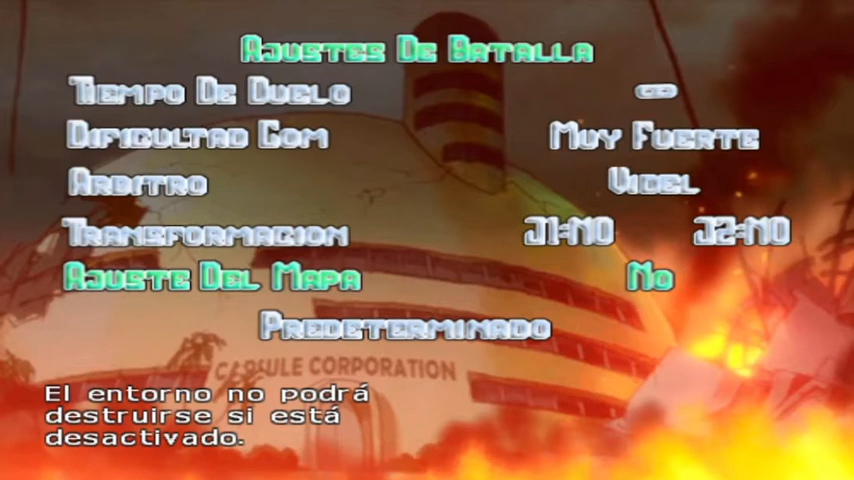 Ajustes De Batalla
Tiempo De Duelo ∞
Dificultad Com Muy Fuerte
Arbitro Videl
Transformacion J1:No J2:No
Ajuste Del Mapa No
Predeterminado
CAPSULE CORPORATION
El entorno no podrá
destruirse si está
desactivado.